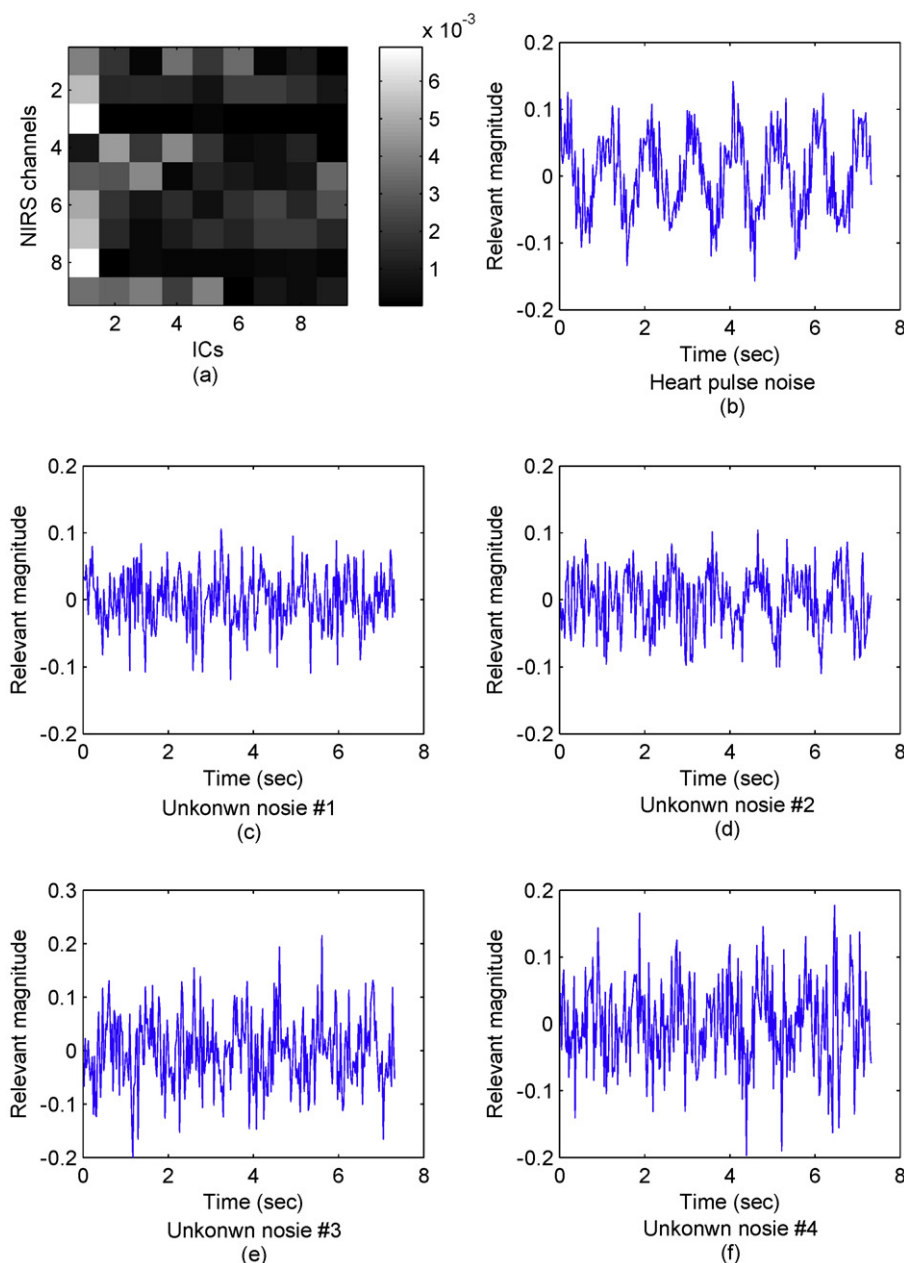 x 10⁻³
NIRS channels
2
4
6
8
2 4 6 8
ICs
(a)
6
5
4
3
2
1
Relevant magnitude
0.2
0.1
0
-0.1
-0.2
0 2 4 6 8
Time (sec)
Heart pulse noise
(b)
Relevant magnitude
0.2
0.1
0
-0.1
-0.2
0 2 4 6 8
Time (sec)
Unkonwn nosie #1
(c)
Relevant magnitude
0.2
0.1
0
-0.1
-0.2
0 2 4 6 8
Time (sec)
Unkonwn nosie #2
(d)
Relevant magnitude
0.3
0.2
0.1
0
-0.1
0.2
0 2 4 6 8
Time (sec)
Unkonwn nosie #3
(e)
Relevant magnitude
0.2
0.1
0
-0.1
-0.2
0 2 4 6 8
Time (sec)
Unkonwn nosie #4
(f)